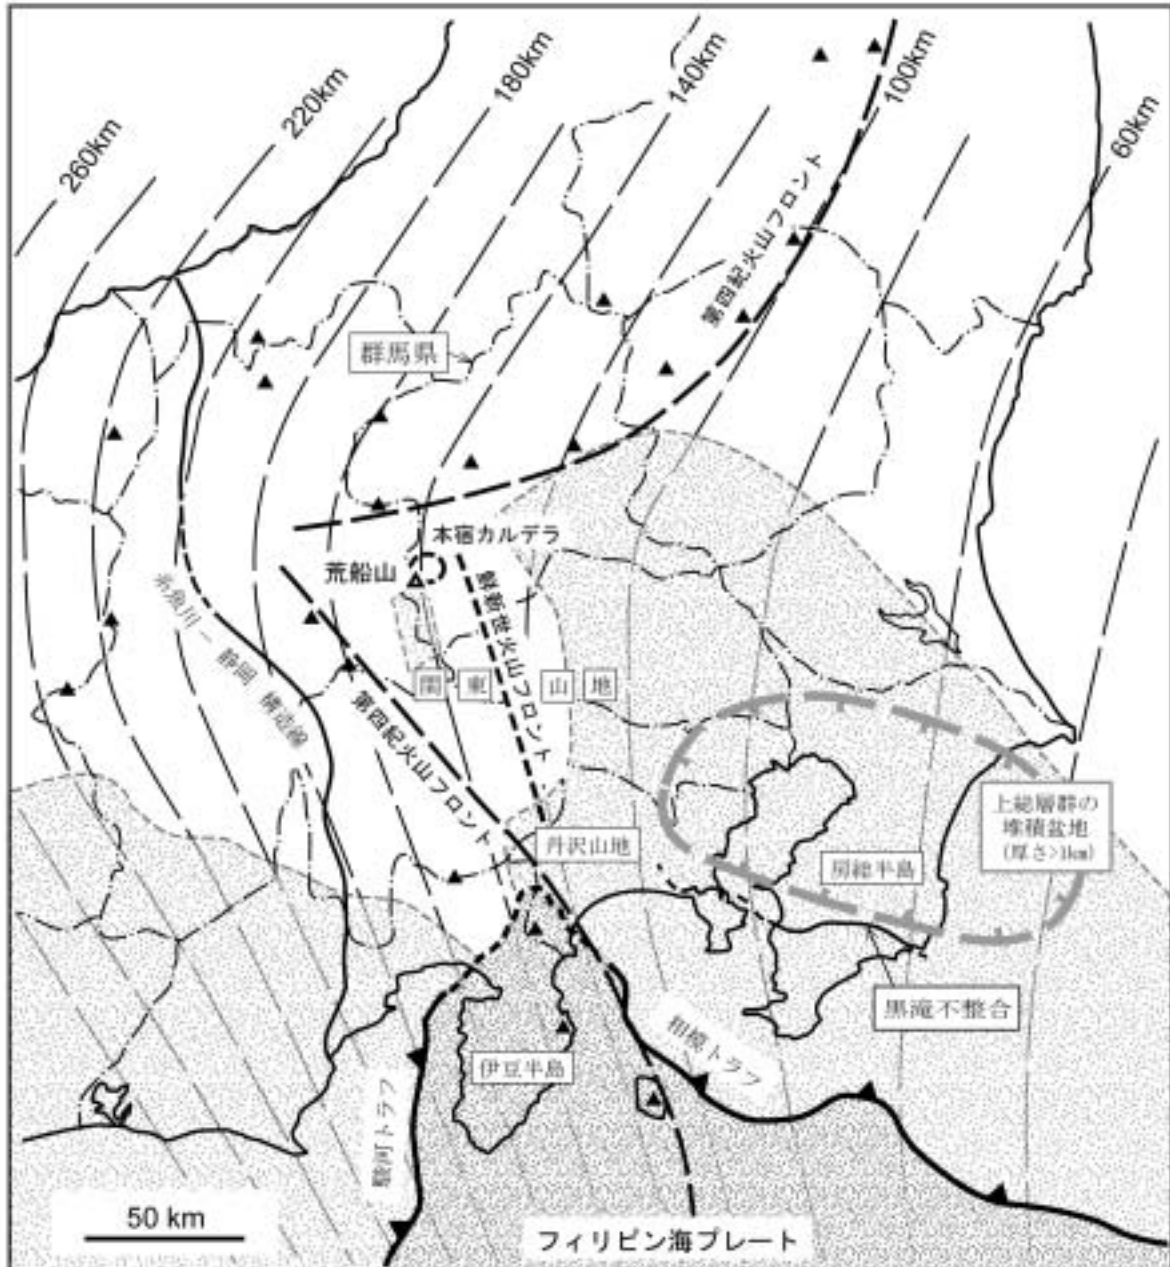 260km
220km
180km
140km
100km
60km
第四紀火山フロント
群馬県
本宿カルデラ
荒船山
火山フロント
糸魚川ー静岡 構造線
関東山地
第四紀火山フロント
丹沢山地
上総層群の
堆積盆地
(厚さ>1km)
房総半島
黒滝不整合
相模トラフ
伊豆半島
駿河トラフ
50 km
フィリピン海プレート